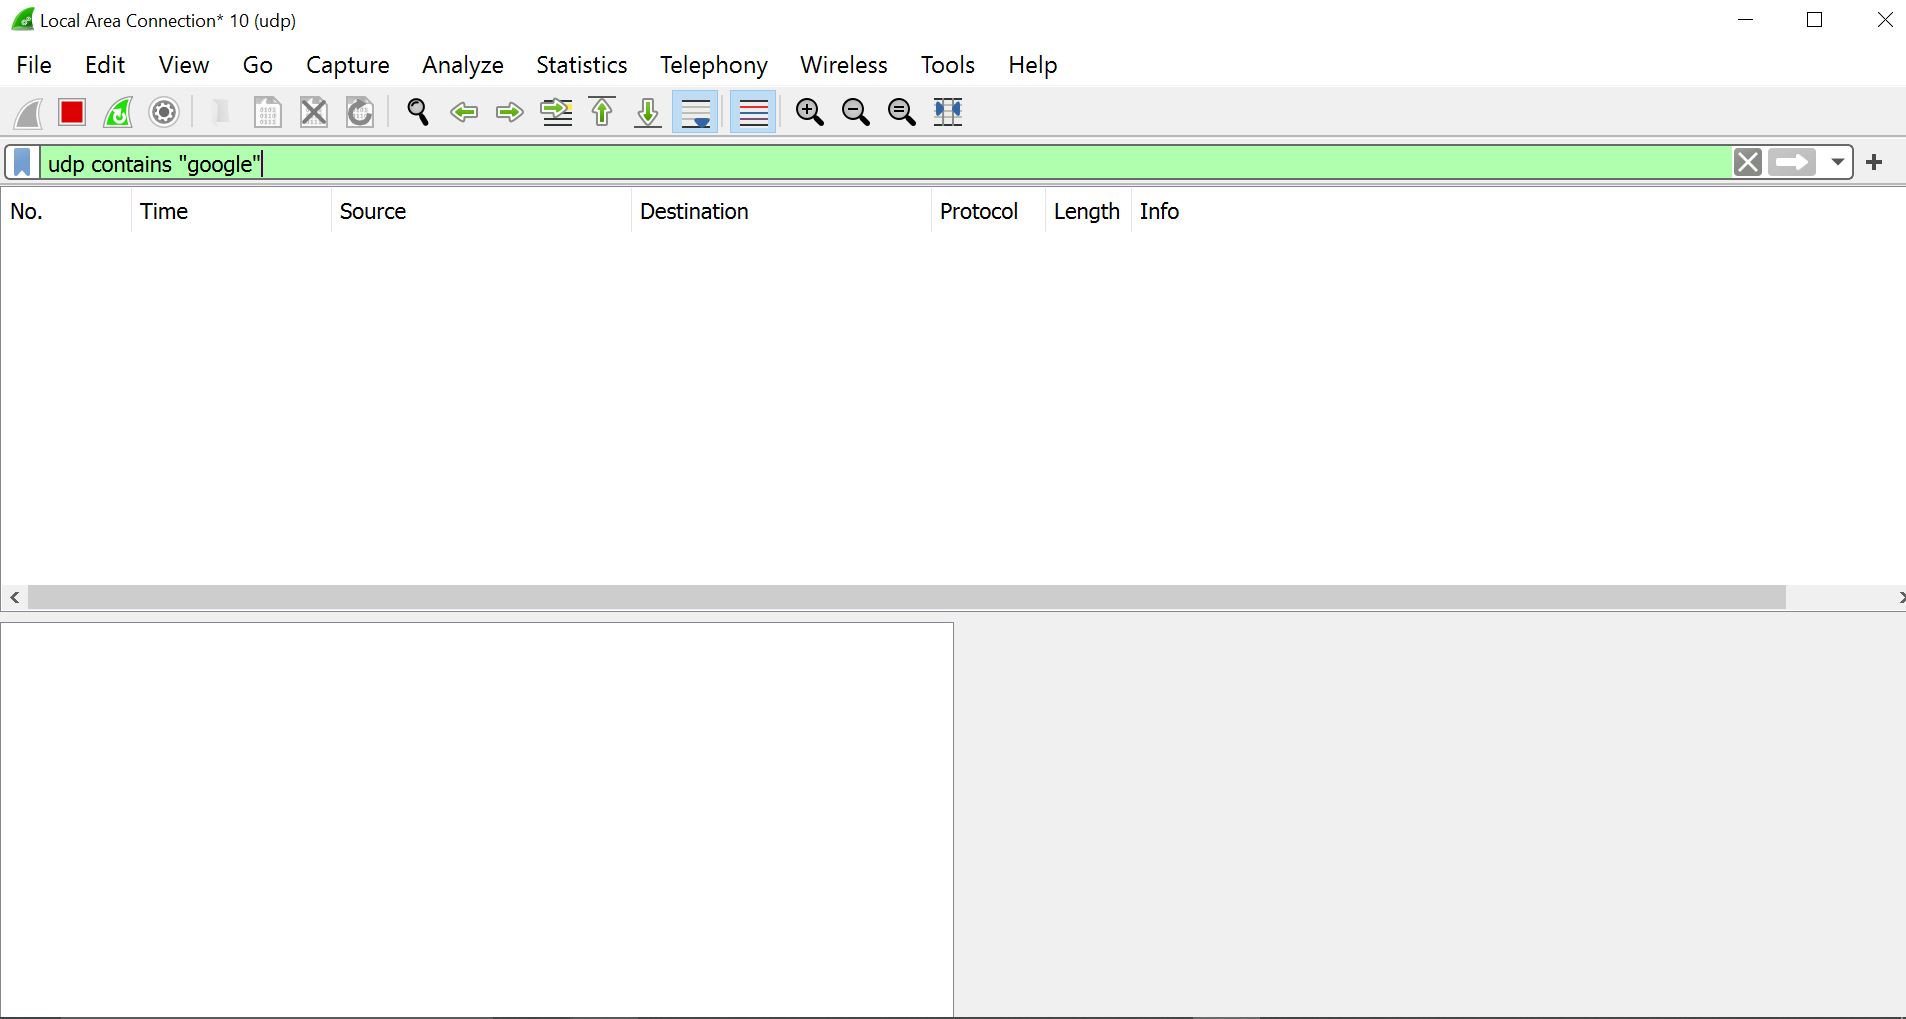 Local Area Connection* 10 (udp)
File Edit View Go Capture Analyze Statistics Telephony Wireless Tools Help
udp contains "google"
No. Time Source Destination Protocol Length Info